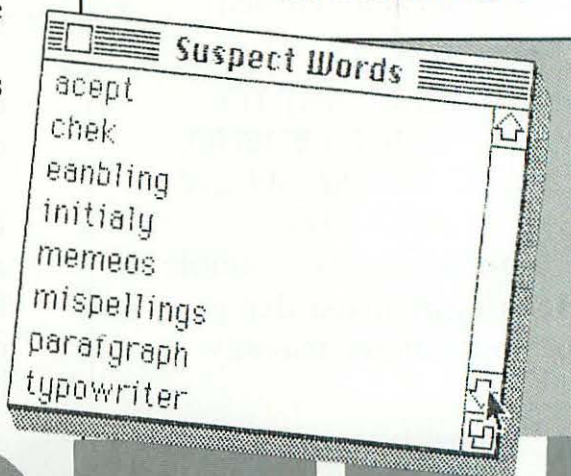 Suspect Words
acept
chek
eanbling
initialy
memeos
mispellings
parafgraph
typowriter